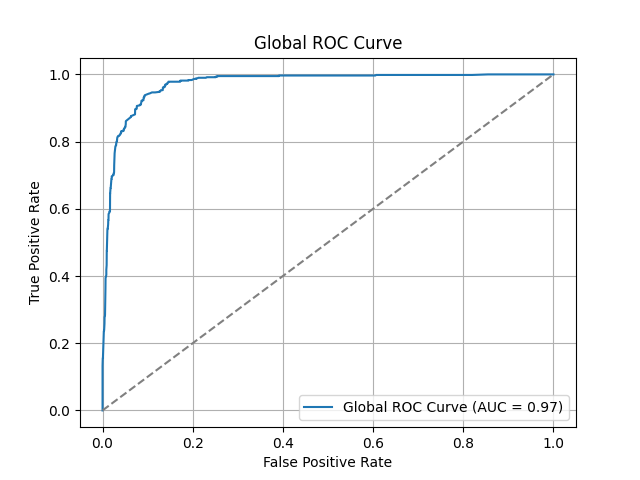 Global ROC Curve
1.0
0.8
0.6
0.4
0.2
0.0
True Positive Rate
Global ROC Curve (AUC = 0.97)
0.0 0.2 0.4 0.6 0.8 1.0
False Positive Rate